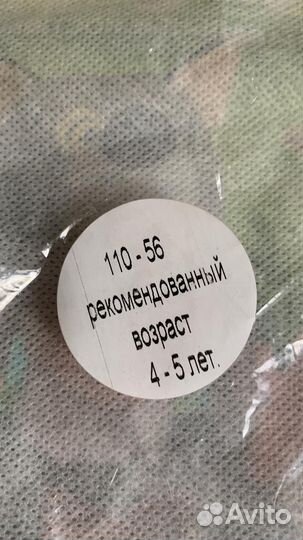 110 - 56
рекомендованный
возраст
4 - 5 лет.
Avito